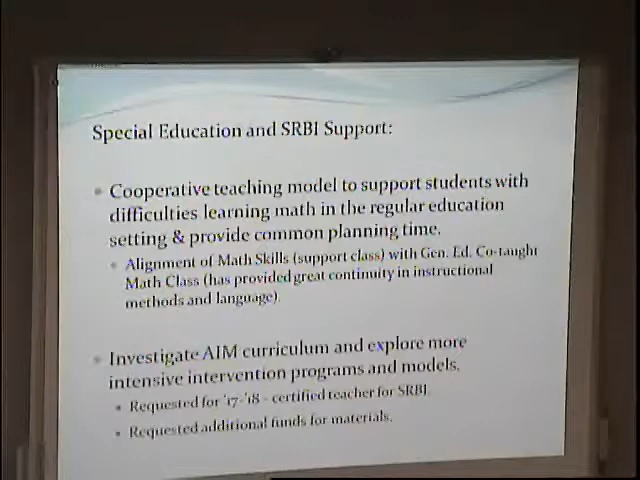 Special Education and SRBI Support:
Cooperative teaching model to support students with
difficulties learning math in the regular education
setting & provide common planning time.
Alignment of Math Skills (support class) with Gen. Ed. Co-taught
Math Class (has provided great continuity in instructional
methods and language).
Investigate AIM curriculum and explore more
intensive intervention programs and models.
Requested for '17-'18 - certified teacher for SRBI.
Requested additional funds for materials.